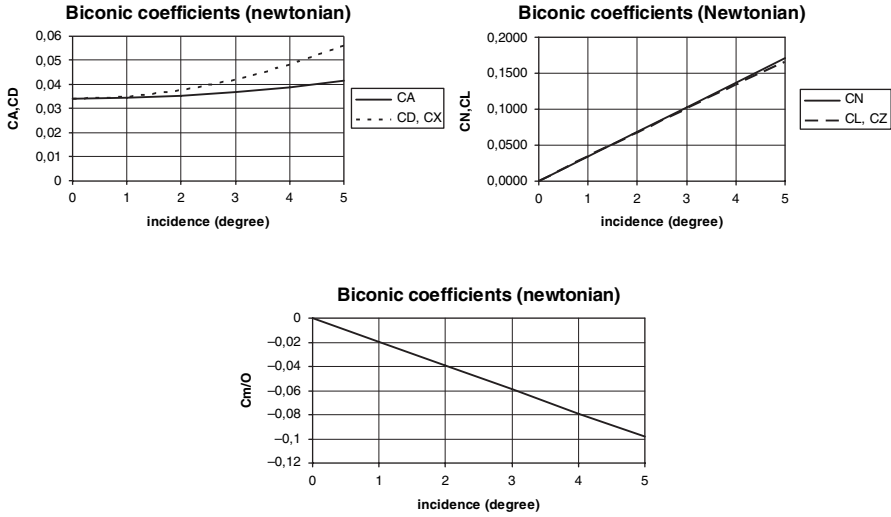 Biconic coefficients (newtonian)
CA,CD
0,06
0,05
0,04
0,03
0,02
0,01
0
0 1 2 3 4 5
incidence (degree)
CA
CD, CX
Biconic coefficients (Newtonian)
CN,CL
0,2000
0,1500
0,1000
0,0500
0,0000
0 1 2 3 4 5
incidence (degree)
CN
CL, CZ
Biconic coefficients (newtonian)
Cm/O
0
−0,02
−0,04
−0,06
−0,08
−0,1
−0,12
0 1 2 3 4 5
incidence (degree)